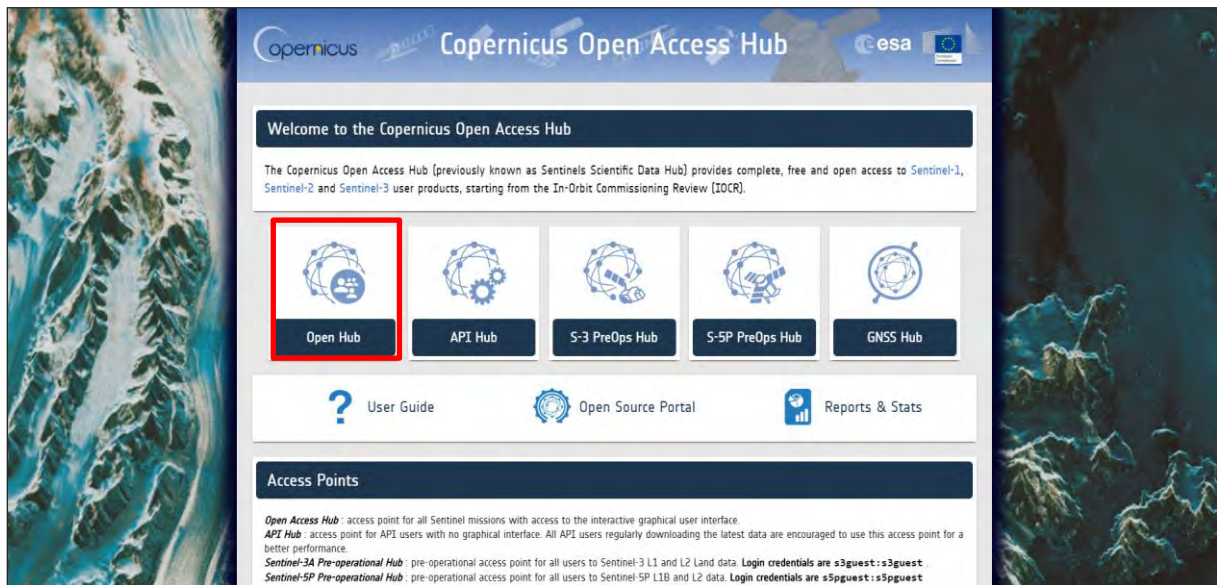 opernicus
Copernicus Open Access Hub
esa
Welcome to the Copernicus Open Access Hub
The Copernicus Open Access Hub (previously known as Sentinels Scientific Data Hub) provides complete, free and open access to Sentinel-1,
Sentinel-2 and Sentinel-3 user products, starting from the In-Orbit Commissioning Review (IOCR).
Open Hub
API Hub
S-3 PreOps Hub
S-5P PreOps Hub
GNSS Hub
? User Guide
Open Source Portal
Reports & Stats
Access Points
Open Access Hub : access point for all Sentinel missions with access to the interactive graphical user interface.
API Hub : access point for API users with no graphical interface. All API users regularly downloading the latest data are encouraged to use this access point for a
better performance.
Sentinel-3A Pre-operational Hub : pre-operational access point for all users to Sentinel-3 L1 and L2 Land data. Login credentials are s3guest:s3guest
Sentinel-5P Pre-operational Hub : pre-operational access point for all users to Sentinel-5P L1B and L2 data. Login credentials are s5pguest:s5pguest